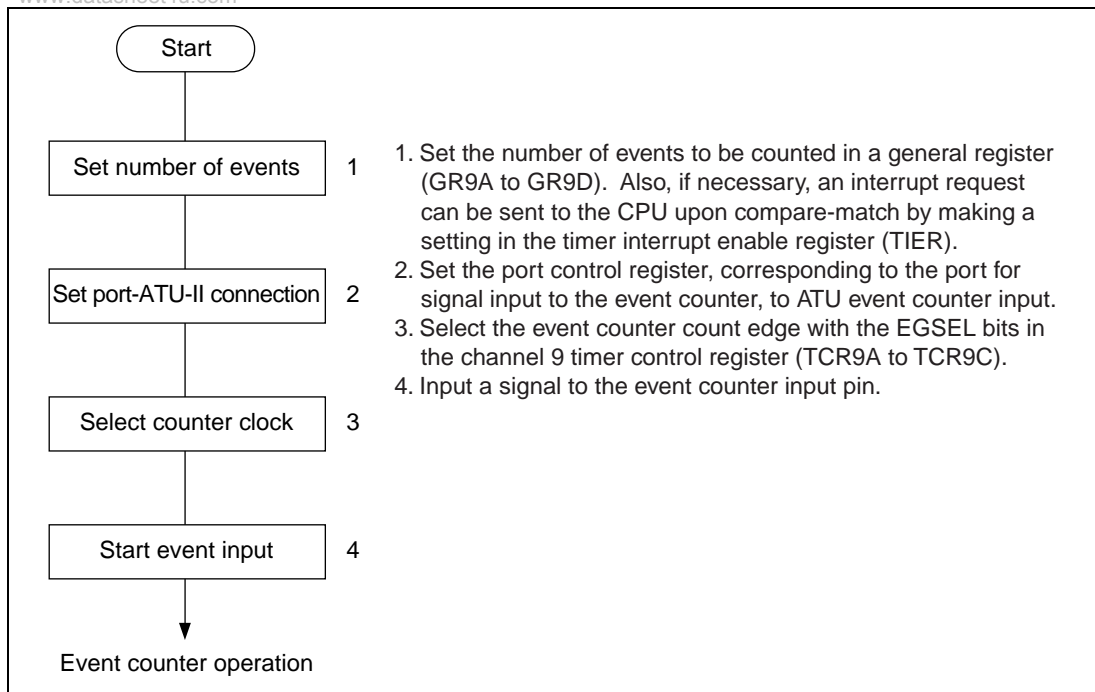 Start
Set number of events 1
Set port-ATU-II connection 2
Select counter clock 3
Start event input 4
Event counter operation
1. Set the number of events to be counted in a general register
(GR9A to GR9D). Also, if necessary, an interrupt request
can be sent to the CPU upon compare-match by making a
setting in the timer interrupt enable register (TIER).
2. Set the port control register, corresponding to the port for
signal input to the event counter, to ATU event counter input.
3. Select the event counter count edge with the EGSEL bits in
the channel 9 timer control register (TCR9A to TCR9C).
4. Input a signal to the event counter input pin.